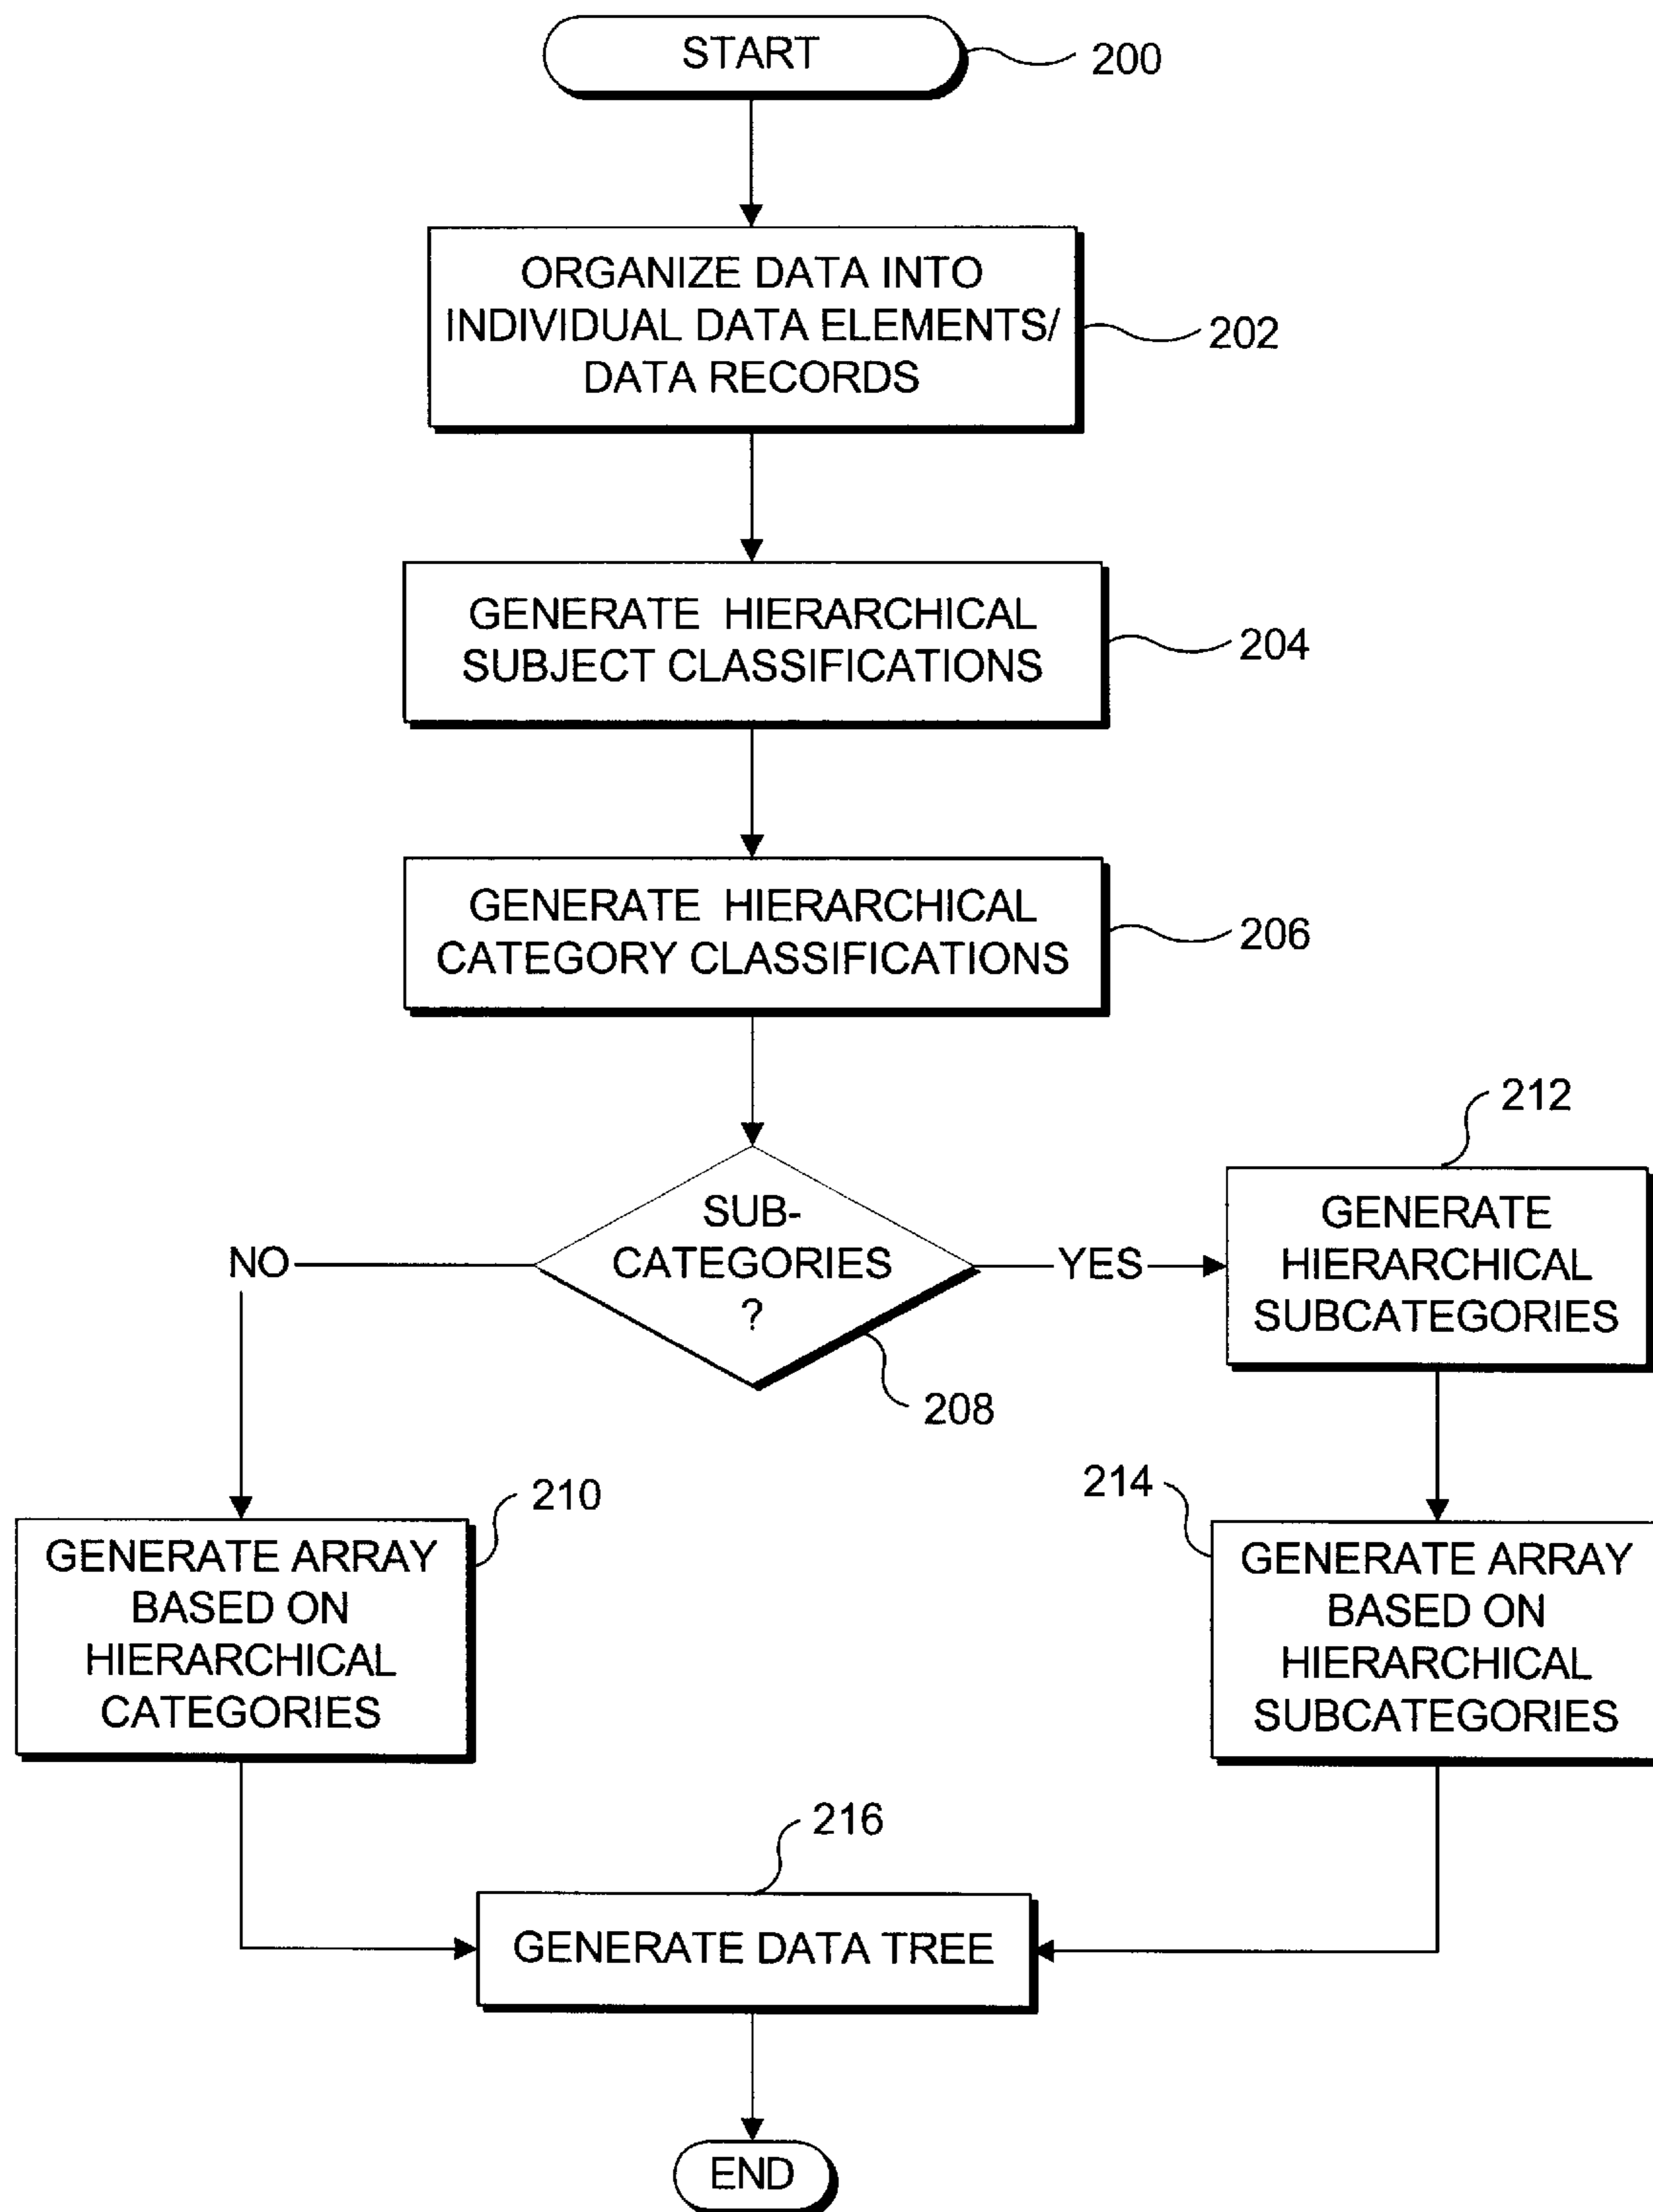 START
200
ORGANIZE DATA INTO
INDIVIDUAL DATA ELEMENTS/
DATA RECORDS
202
GENERATE HIERARCHICAL
SUBJECT CLASSIFICATIONS
204
GENERATE HIERARCHICAL
CATEGORY CLASSIFICATIONS
206
SUB-
CATEGORIES
?
208
NO
YES
212
GENERATE
HIERARCHICAL
SUBCATEGORIES
210
GENERATE ARRAY
BASED ON
HIERARCHICAL
CATEGORIES
214
GENERATE ARRAY
BASED ON
HIERARCHICAL
SUBCATEGORIES
216
GENERATE DATA TREE
END